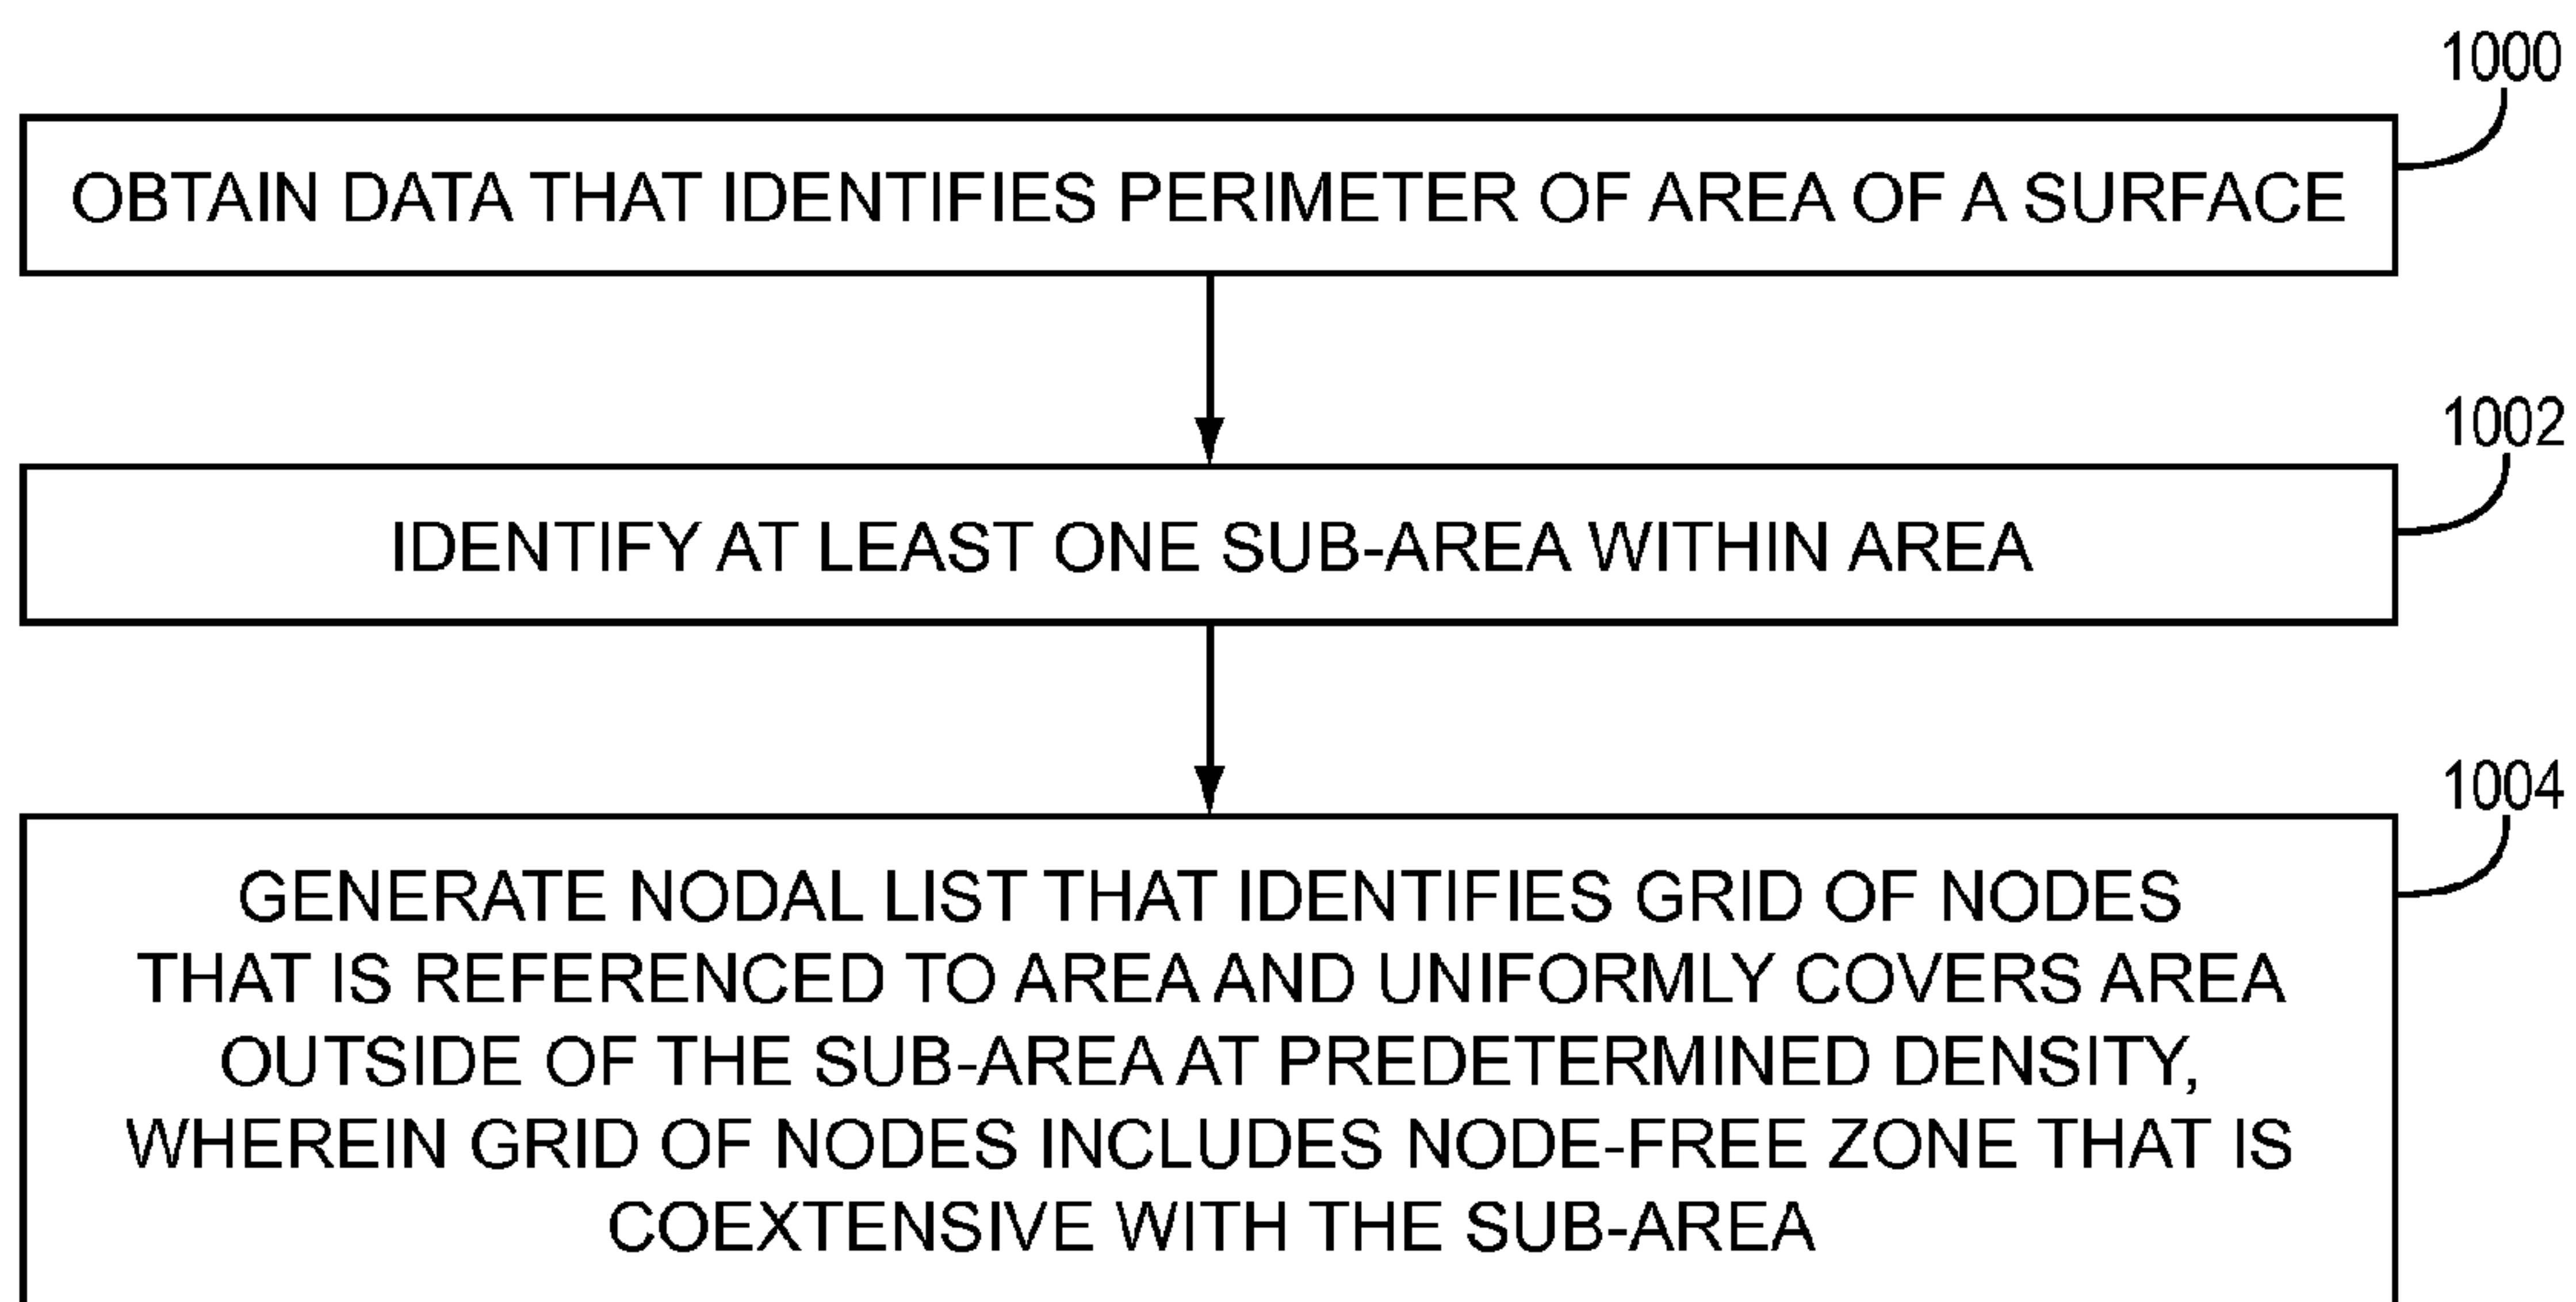 1000
OBTAIN DATA THAT IDENTIFIES PERIMETER OF AREA OF A SURFACE
1002
IDENTIFY AT LEAST ONE SUB-AREA WITHIN AREA
1004
GENERATE NODAL LIST THAT IDENTIFIES GRID OF NODES
THAT IS REFERENCED TO AREA AND UNIFORMLY COVERS AREA
OUTSIDE OF THE SUB-AREA AT PREDETERMINED DENSITY,
WHEREIN GRID OF NODES INCLUDES NODE-FREE ZONE THAT IS
COEXTENSIVE WITH THE SUB-AREA